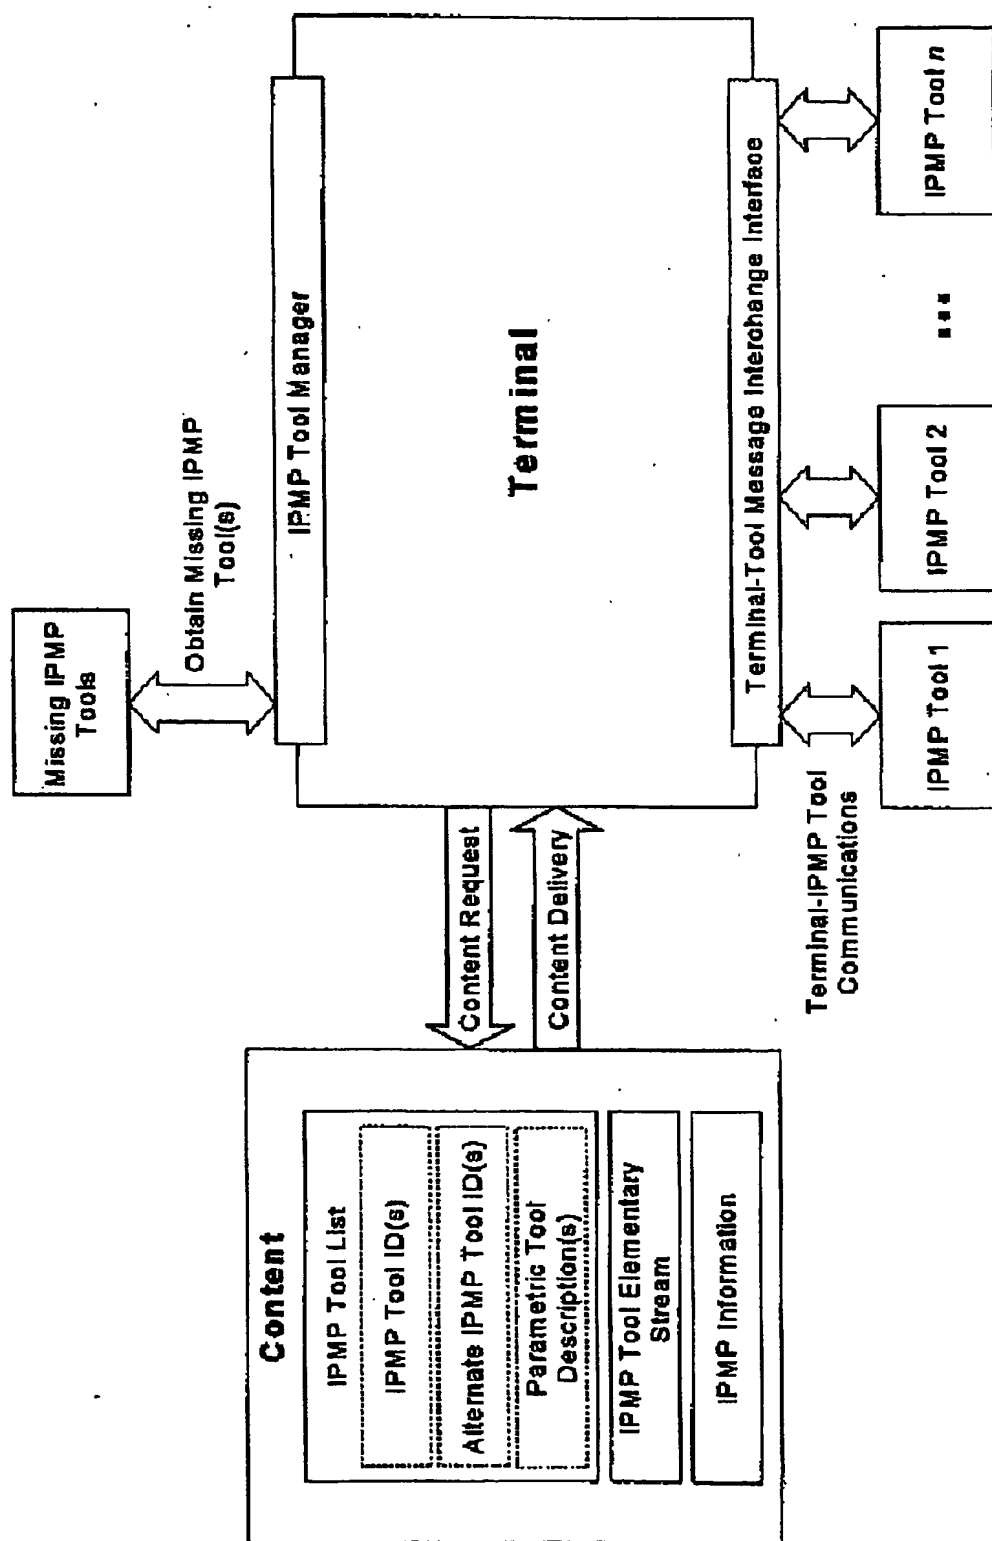 Missing IPMP
Tools
Obtain Missing IPMP
Tool(s)
Content
IPMP Tool List
IPMP Tool ID(s)
Alternate IPMP Tool ID(s)
Parametric Tool
Description(s)
IPMP Tool Elementary
Stream
IPMP Information
Content Request
Content Delivery
IPMP Tool Manager
Terminal
Terminal-Tool Message Interchange Interface
Terminal-IPMP Tool
Communications
IPMP Tool 1
IPMP Tool 2
...
IPMP Tool n